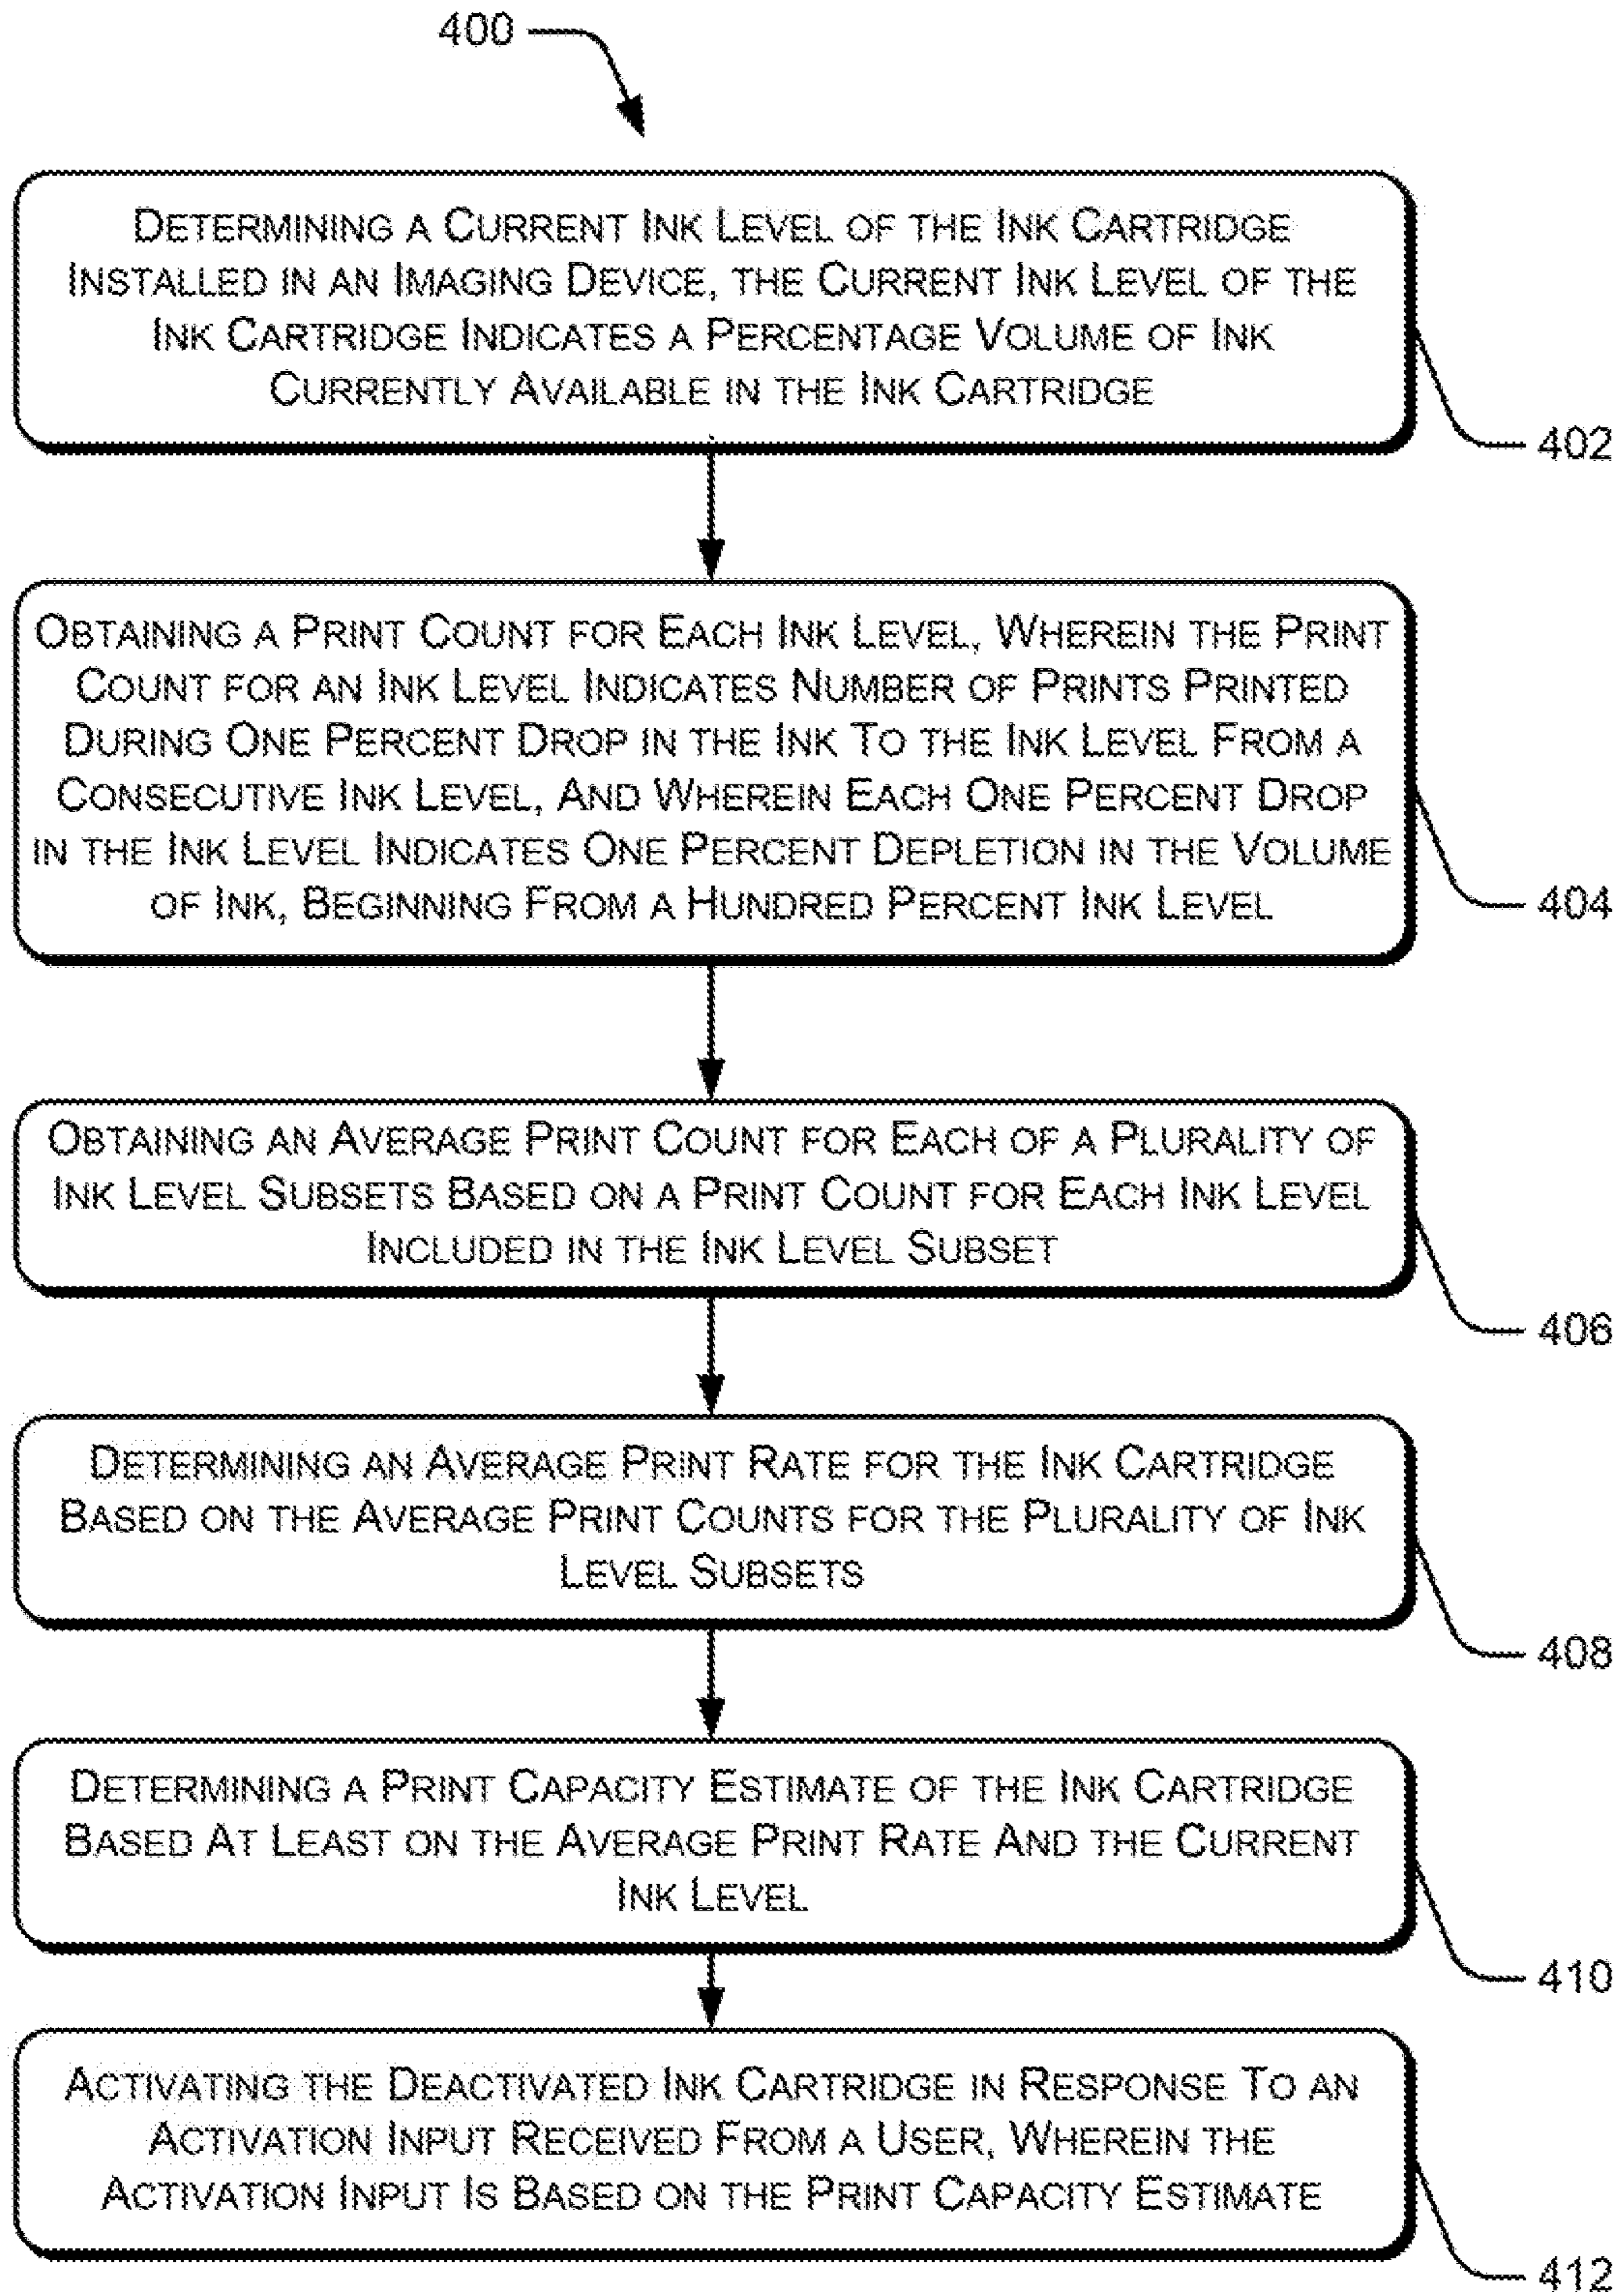 400
DETERMINING A CURRENT INK LEVEL OF THE INK CARTRIDGE
INSTALLED IN AN IMAGING DEVICE, THE CURRENT INK LEVEL OF THE
INK CARTRIDGE INDICATES A PERCENTAGE VOLUME OF INK
CURRENTLY AVAILABLE IN THE INK CARTRIDGE
402
OBTAINING A PRINT COUNT FOR EACH INK LEVEL, WHEREIN THE PRINT
COUNT FOR AN INK LEVEL INDICATES NUMBER OF PRINTS PRINTED
DURING ONE PERCENT DROP IN THE INK TO THE INK LEVEL FROM A
CONSECUTIVE INK LEVEL, AND WHEREIN EACH ONE PERCENT DROP
IN THE INK LEVEL INDICATES ONE PERCENT DEPLETION IN THE VOLUME
OF INK, BEGINNING FROM A HUNDRED PERCENT INK LEVEL
404
OBTAINING AN AVERAGE PRINT COUNT FOR EACH OF A PLURALITY OF
INK LEVEL SUBSETS BASED ON A PRINT COUNT FOR EACH INK LEVEL
INCLUDED IN THE INK LEVEL SUBSET
406
DETERMINING AN AVERAGE PRINT RATE FOR THE INK CARTRIDGE
BASED ON THE AVERAGE PRINT COUNTS FOR THE PLURALITY OF INK
LEVEL SUBSETS
408
DETERMINING A PRINT CAPACITY ESTIMATE OF THE INK CARTRIDGE
BASED AT LEAST ON THE AVERAGE PRINT RATE AND THE CURRENT
INK LEVEL
410
ACTIVATING THE DEACTIVATED INK CARTRIDGE IN RESPONSE TO AN
ACTIVATION INPUT RECEIVED FROM A USER, WHEREIN THE
ACTIVATION INPUT IS BASED ON THE PRINT CAPACITY ESTIMATE
412